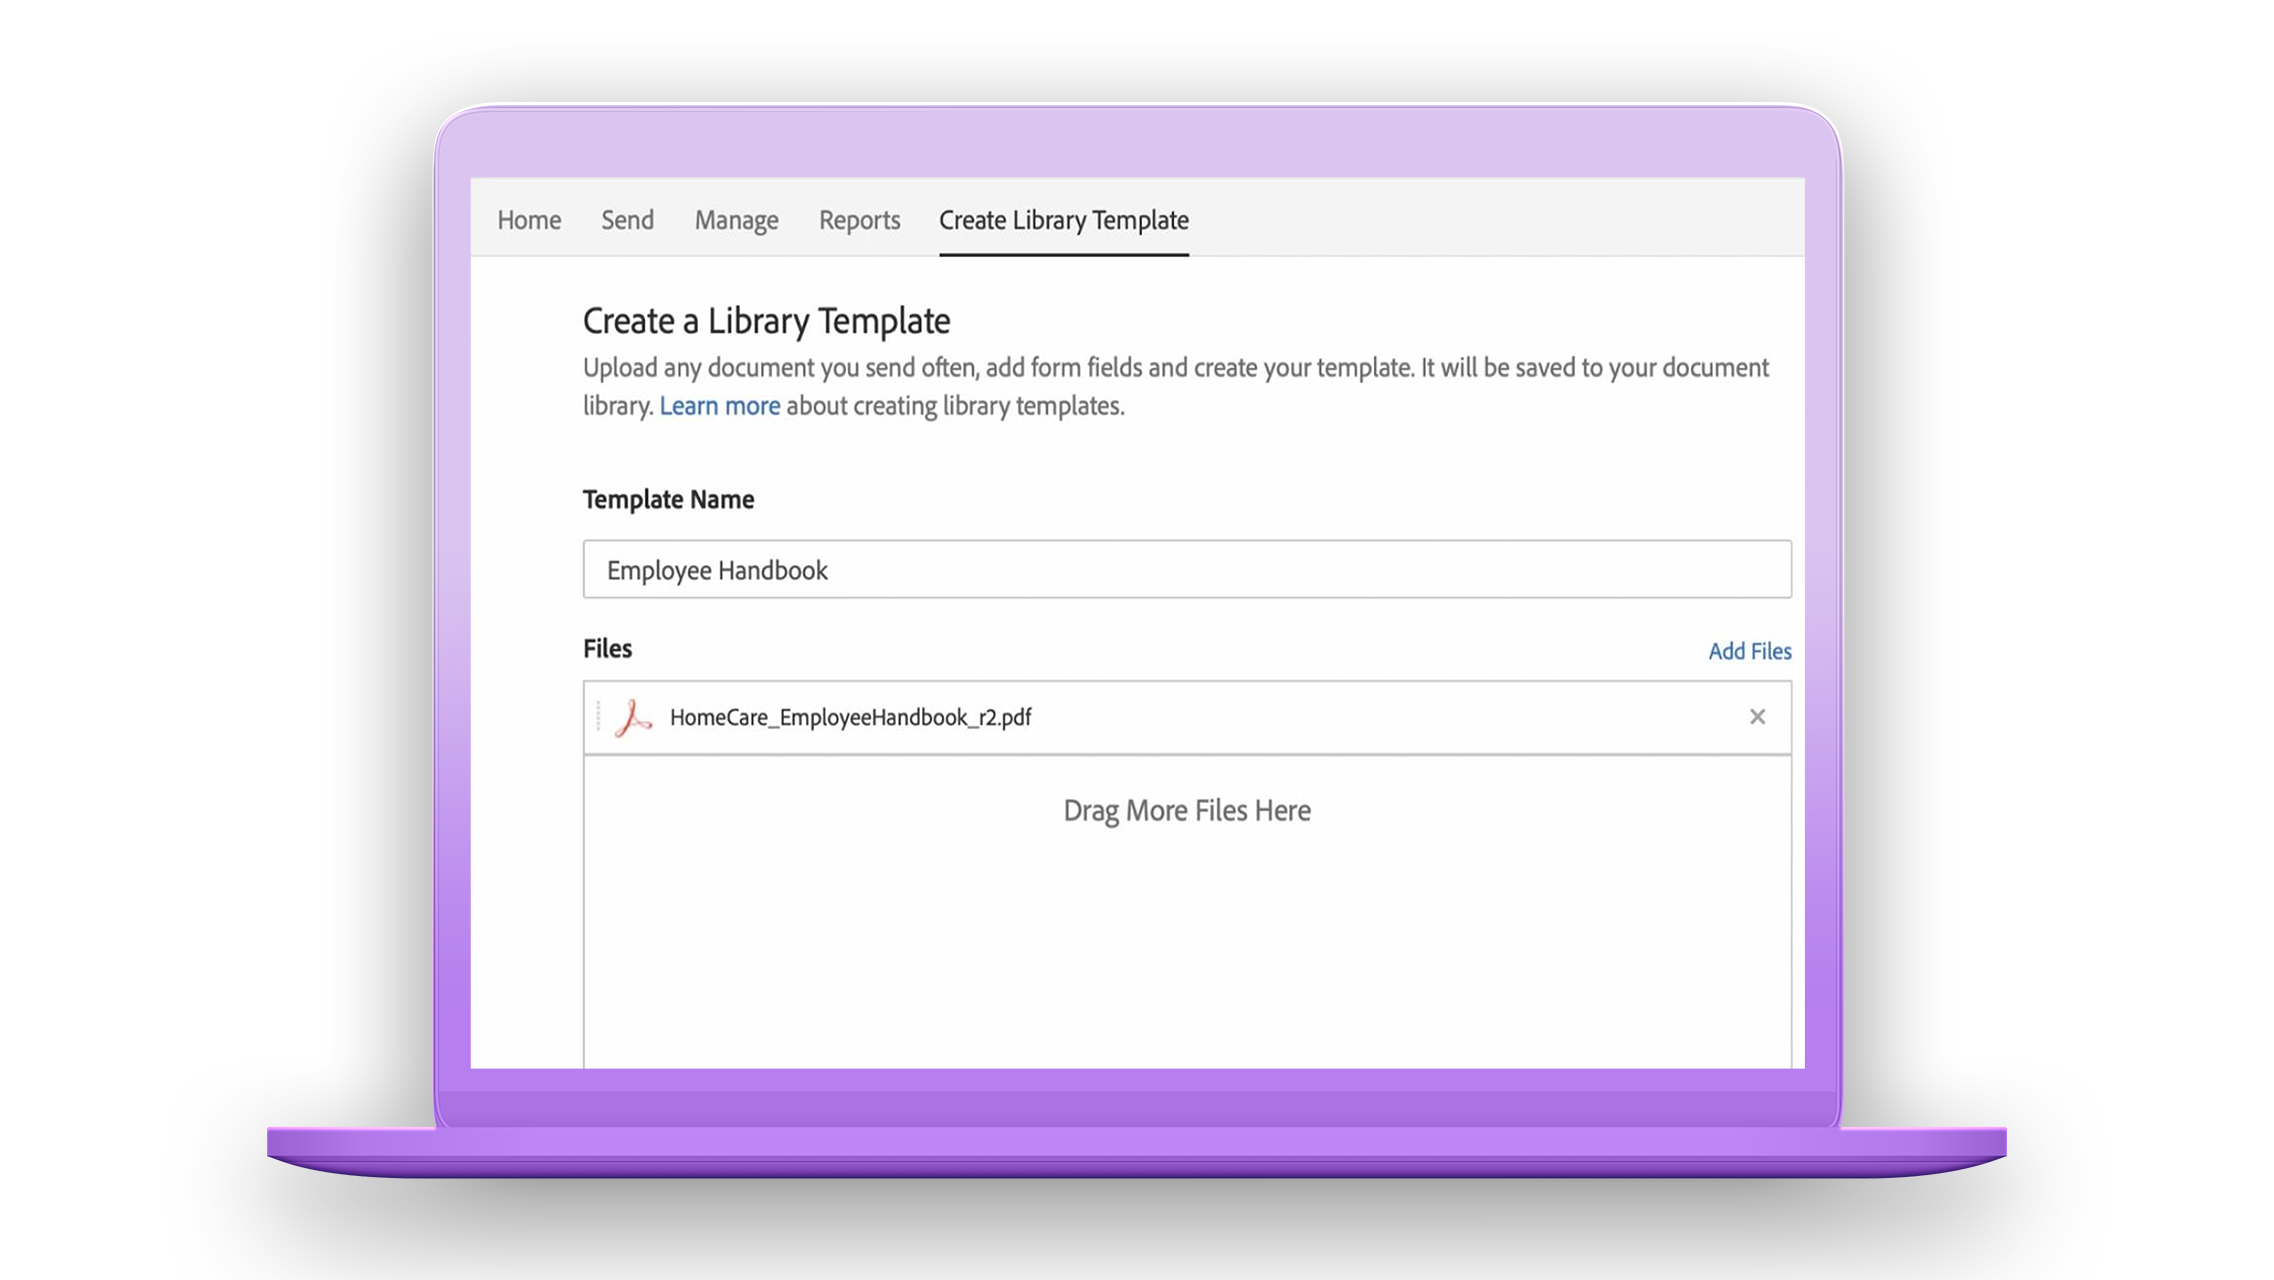 Home Send Manage Reports Create Library Template
Create a Library Template
Upload any document you send often, add form fields and create your template. It will be saved to your document
library. Learn more about creating library templates.
Template Name
Employee Handbook
Files Add Files
HomeCare_EmployeeHandbook_r2.pdf
Drag More Files Here